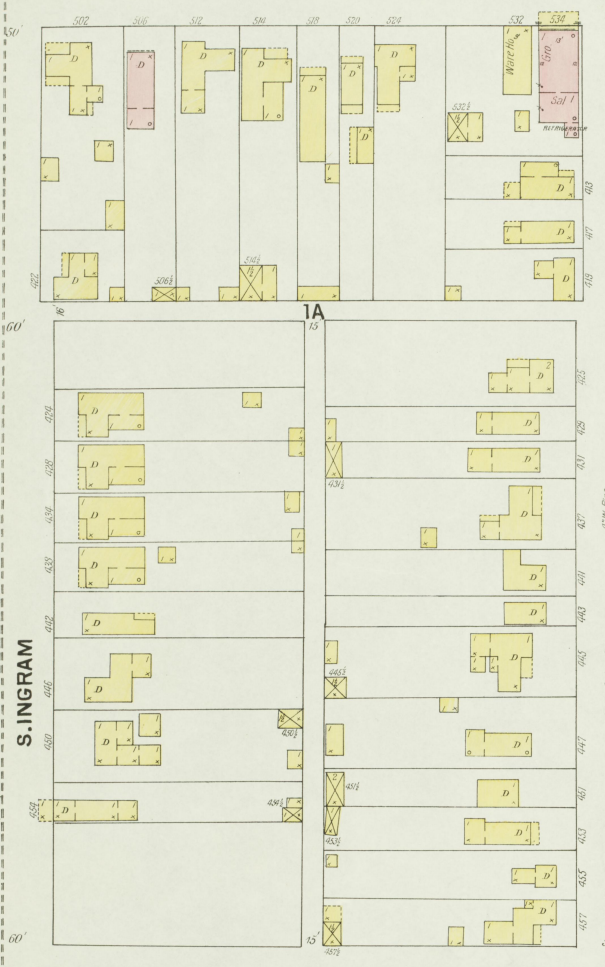 502 506 512 514 518 520 524 532 534
50'
D D D D D D D Ware Ho. Gro
Sal
REFRIGERATOR
532½
D
413
D
417
D
419
422
D
506½
514½
16'
1A
60'
15'
D
425
424
D
D
429
428
D
D
431
431½
434
D
D
437
438
D
D
441
442
D
D
443
S. INGRAM
446
D
D
445
446½
450
D
450½
D
447
D
451
451½
454
D
454½
D
453
453½
D
455
D
457
457½
60'
15'